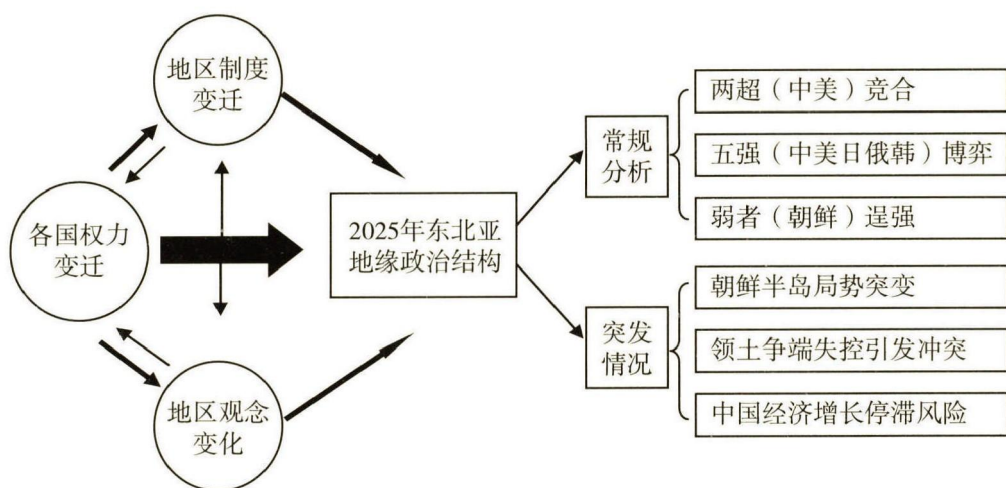 地区制度
变迁
各国权力
变迁
地区观念
变化
2025年东北亚
地缘政治结构
常规
分析
两超（中美）竞合
五强（中美日俄韩）博弈
弱者（朝鲜）逞强
突发
情况
朝鲜半岛局势突变
领土争端失控引发冲突
中国经济增长停滞风险